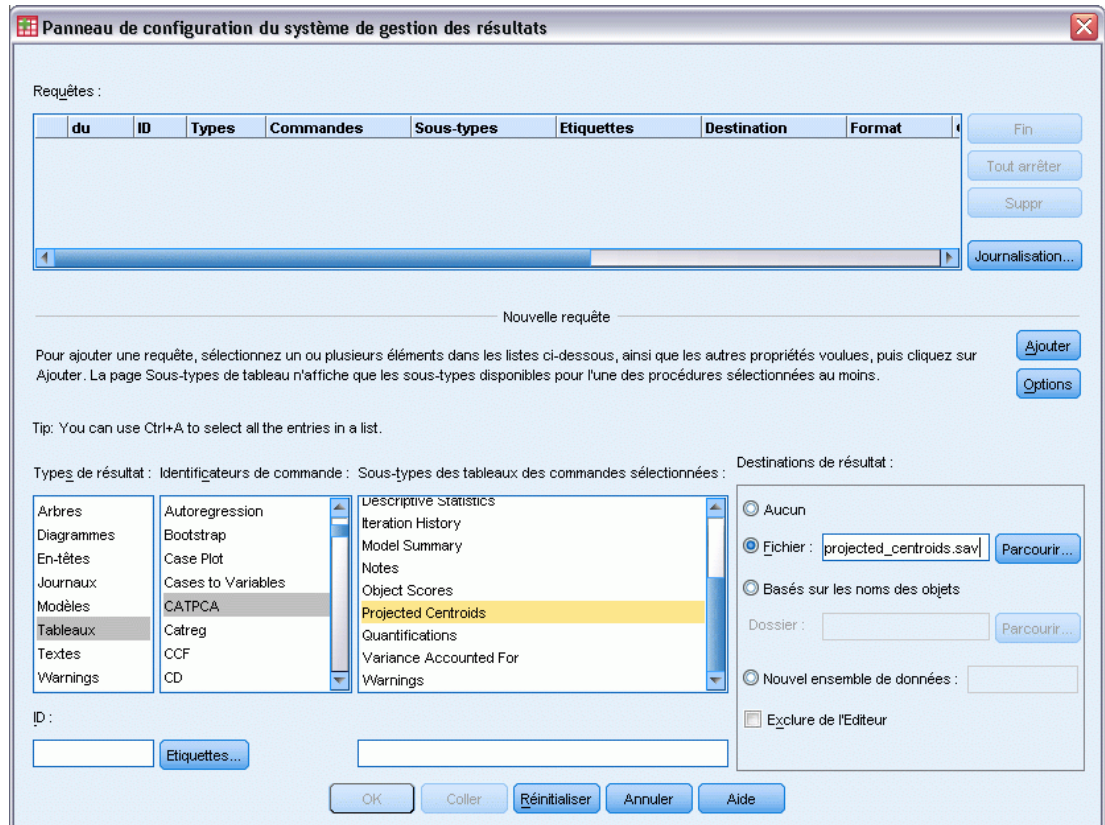 Panneau de configuration du système de gestion des résultats
Requêtes :
du ID Types Commandes Sous-types Etiquettes Destination Format
Fin
Tout arrêter
Suppr
Journalisation...
Nouvelle requête
Pour ajouter une requête, sélectionnez un ou plusieurs éléments dans les listes ci-dessous, ainsi que les autres propriétés voulues, puis cliquez sur
Ajouter. La page Sous-types de tableau n'affiche que les sous-types disponibles pour l'une des procédures sélectionnées au moins.
Ajouter
Options
Tip: You can use Ctrl+A to select all the entries in a list.
Types de résultat :
Arbres
Diagrammes
En-têtes
Journaux
Modèles
Tableaux
Textes
Warnings
Identificateurs de commande :
Autoregression
Bootstrap
Case Plot
Cases to Variables
CATPCA
Catreg
CCF
CD
Sous-types des tableaux des commandes sélectionnées :
Descriptive Statistics
Iteration History
Model Summary
Notes
Object Scores
Projected Centroids
Quantifications
Variance Accounted For
Warnings
Destinations de résultat :
Aucun
Fichier : projected_centroids.sav Parcourir...
Basés sur les noms des objets
Dossier : Parcourir...
Nouvel ensemble de données :
Exclure de l'Editeur
ID :
Etiquettes...
OK Coller Réinitialiser Annuler Aide